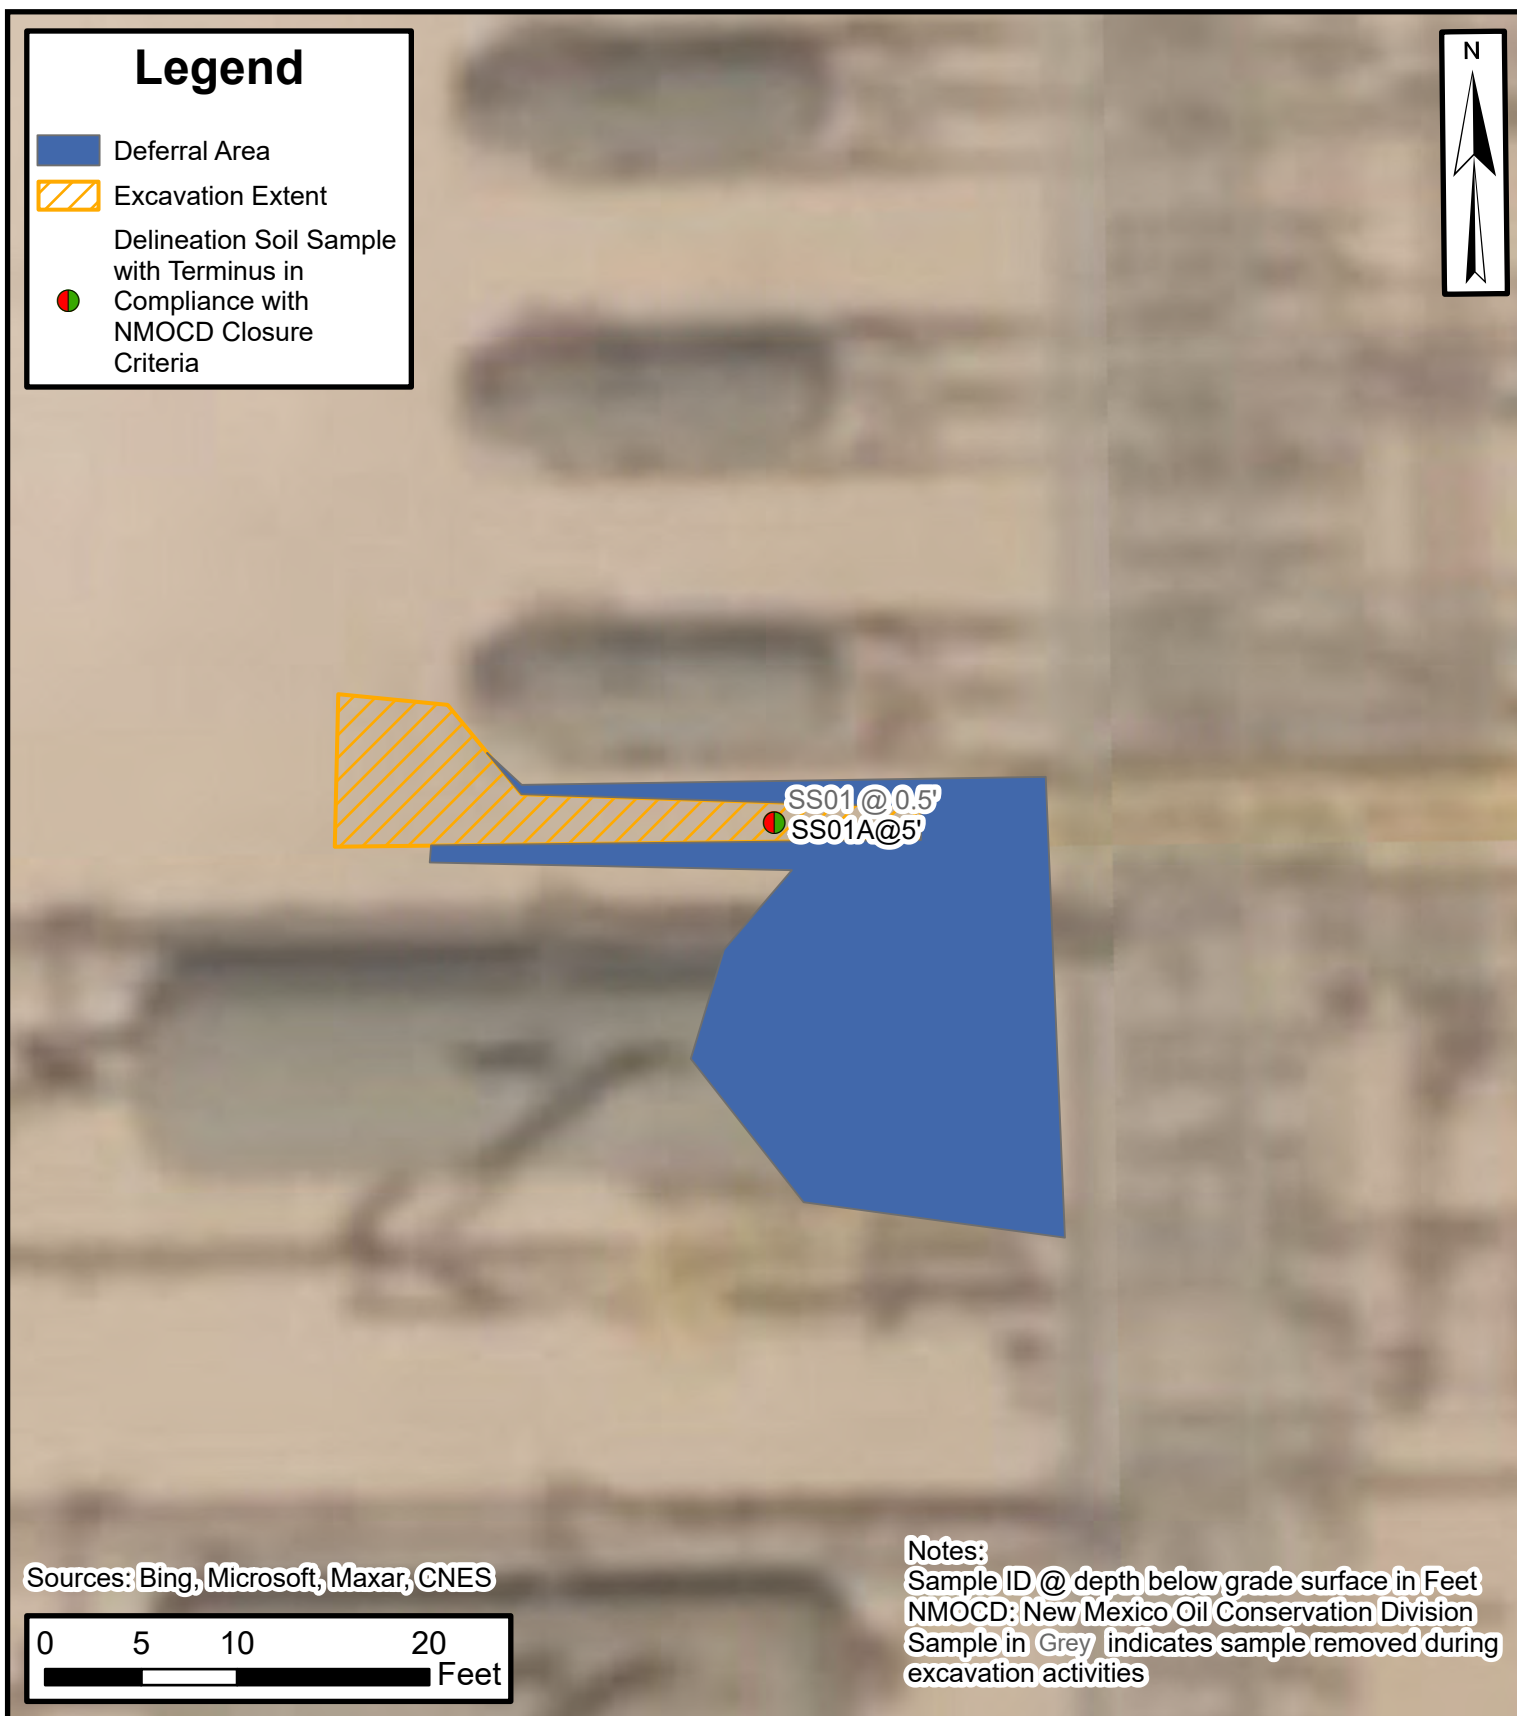 Legend
Deferral Area
Excavation Extent
Delineation Soil Sample
with Terminus in
Compliance with
NMOCD Closure
Criteria
N
SS01 @ 0.5'
SS01A@5'
Sources: Bing, Microsoft, Maxar, CNES
0 5 10 20
Feet
Notes:
Sample ID @ depth below grade surface in Feet
NMOCD: New Mexico Oil Conservation Division
Sample in Grey indicates sample removed during
excavation activities